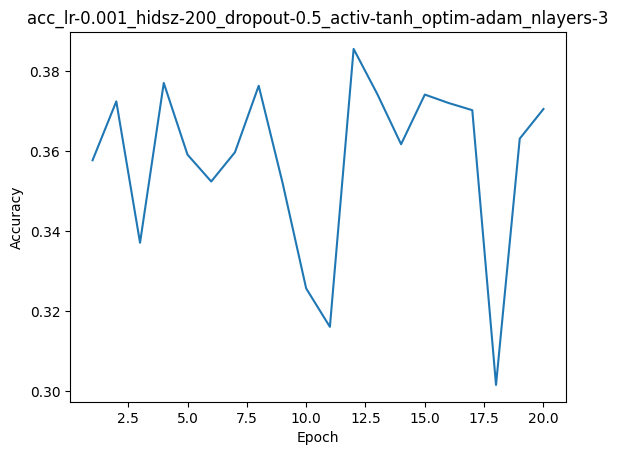 acc_lr-0.001_hidsz-200_dropout-0.5_activ-tanh_optim-adam_nlayers-3
0.38
0.36
0.34
0.32
0.30
Accuracy
2.5 5.0 7.5 10.0 12.5 15.0 17.5 20.0
Epoch